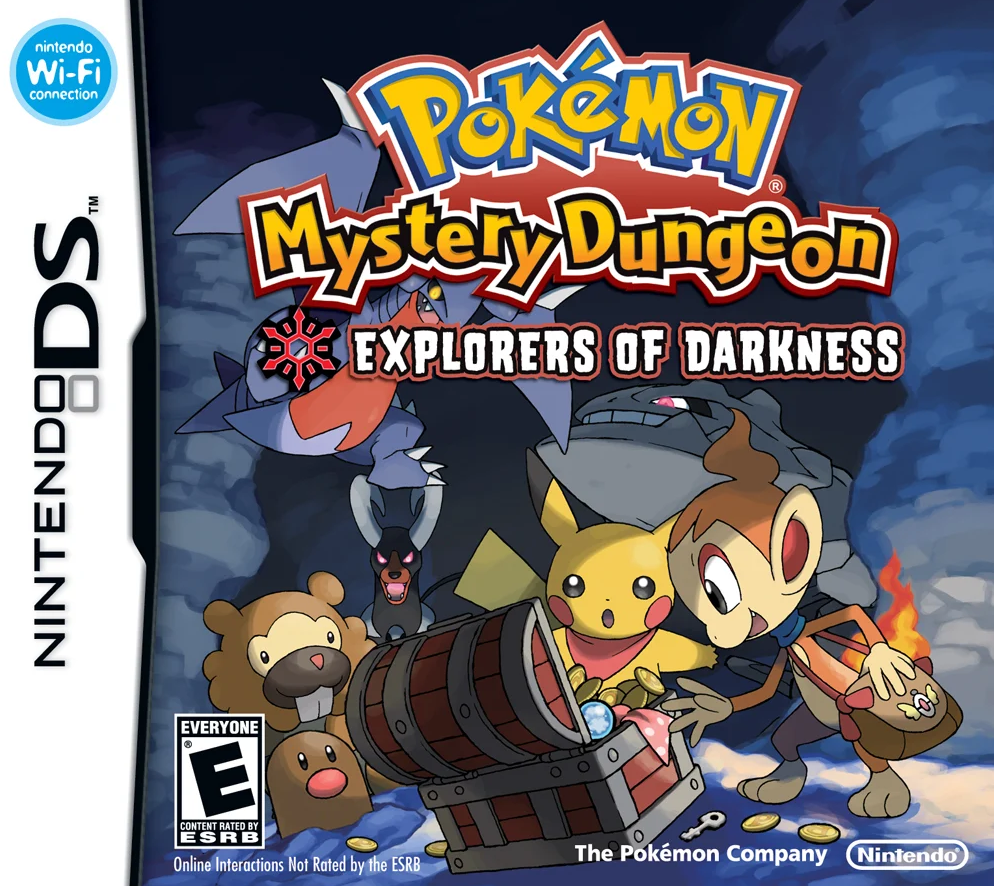 nintendo
Wi-Fi
connection
NINTENDO DS™
POKéMON®
Mystery Dungeon
EXPLORERS OF DARKNESS
EVERYONE
E®
CONTENT RATED BY
ESRB
Online Interactions Not Rated by the ESRB
The Pokémon Company
Nintendo®